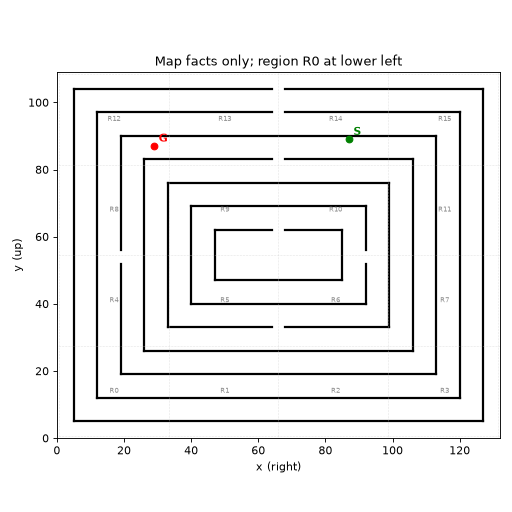 Map facts only; region R0 at lower left
100
R12
R13
R14
R15
G
S
80
R8
R9
R10
R11
60
y (up)
40
R4
R5
R6
R7
20
R0
R1
R2
R3
0
0
20
40
60
80
100
120
x (right)